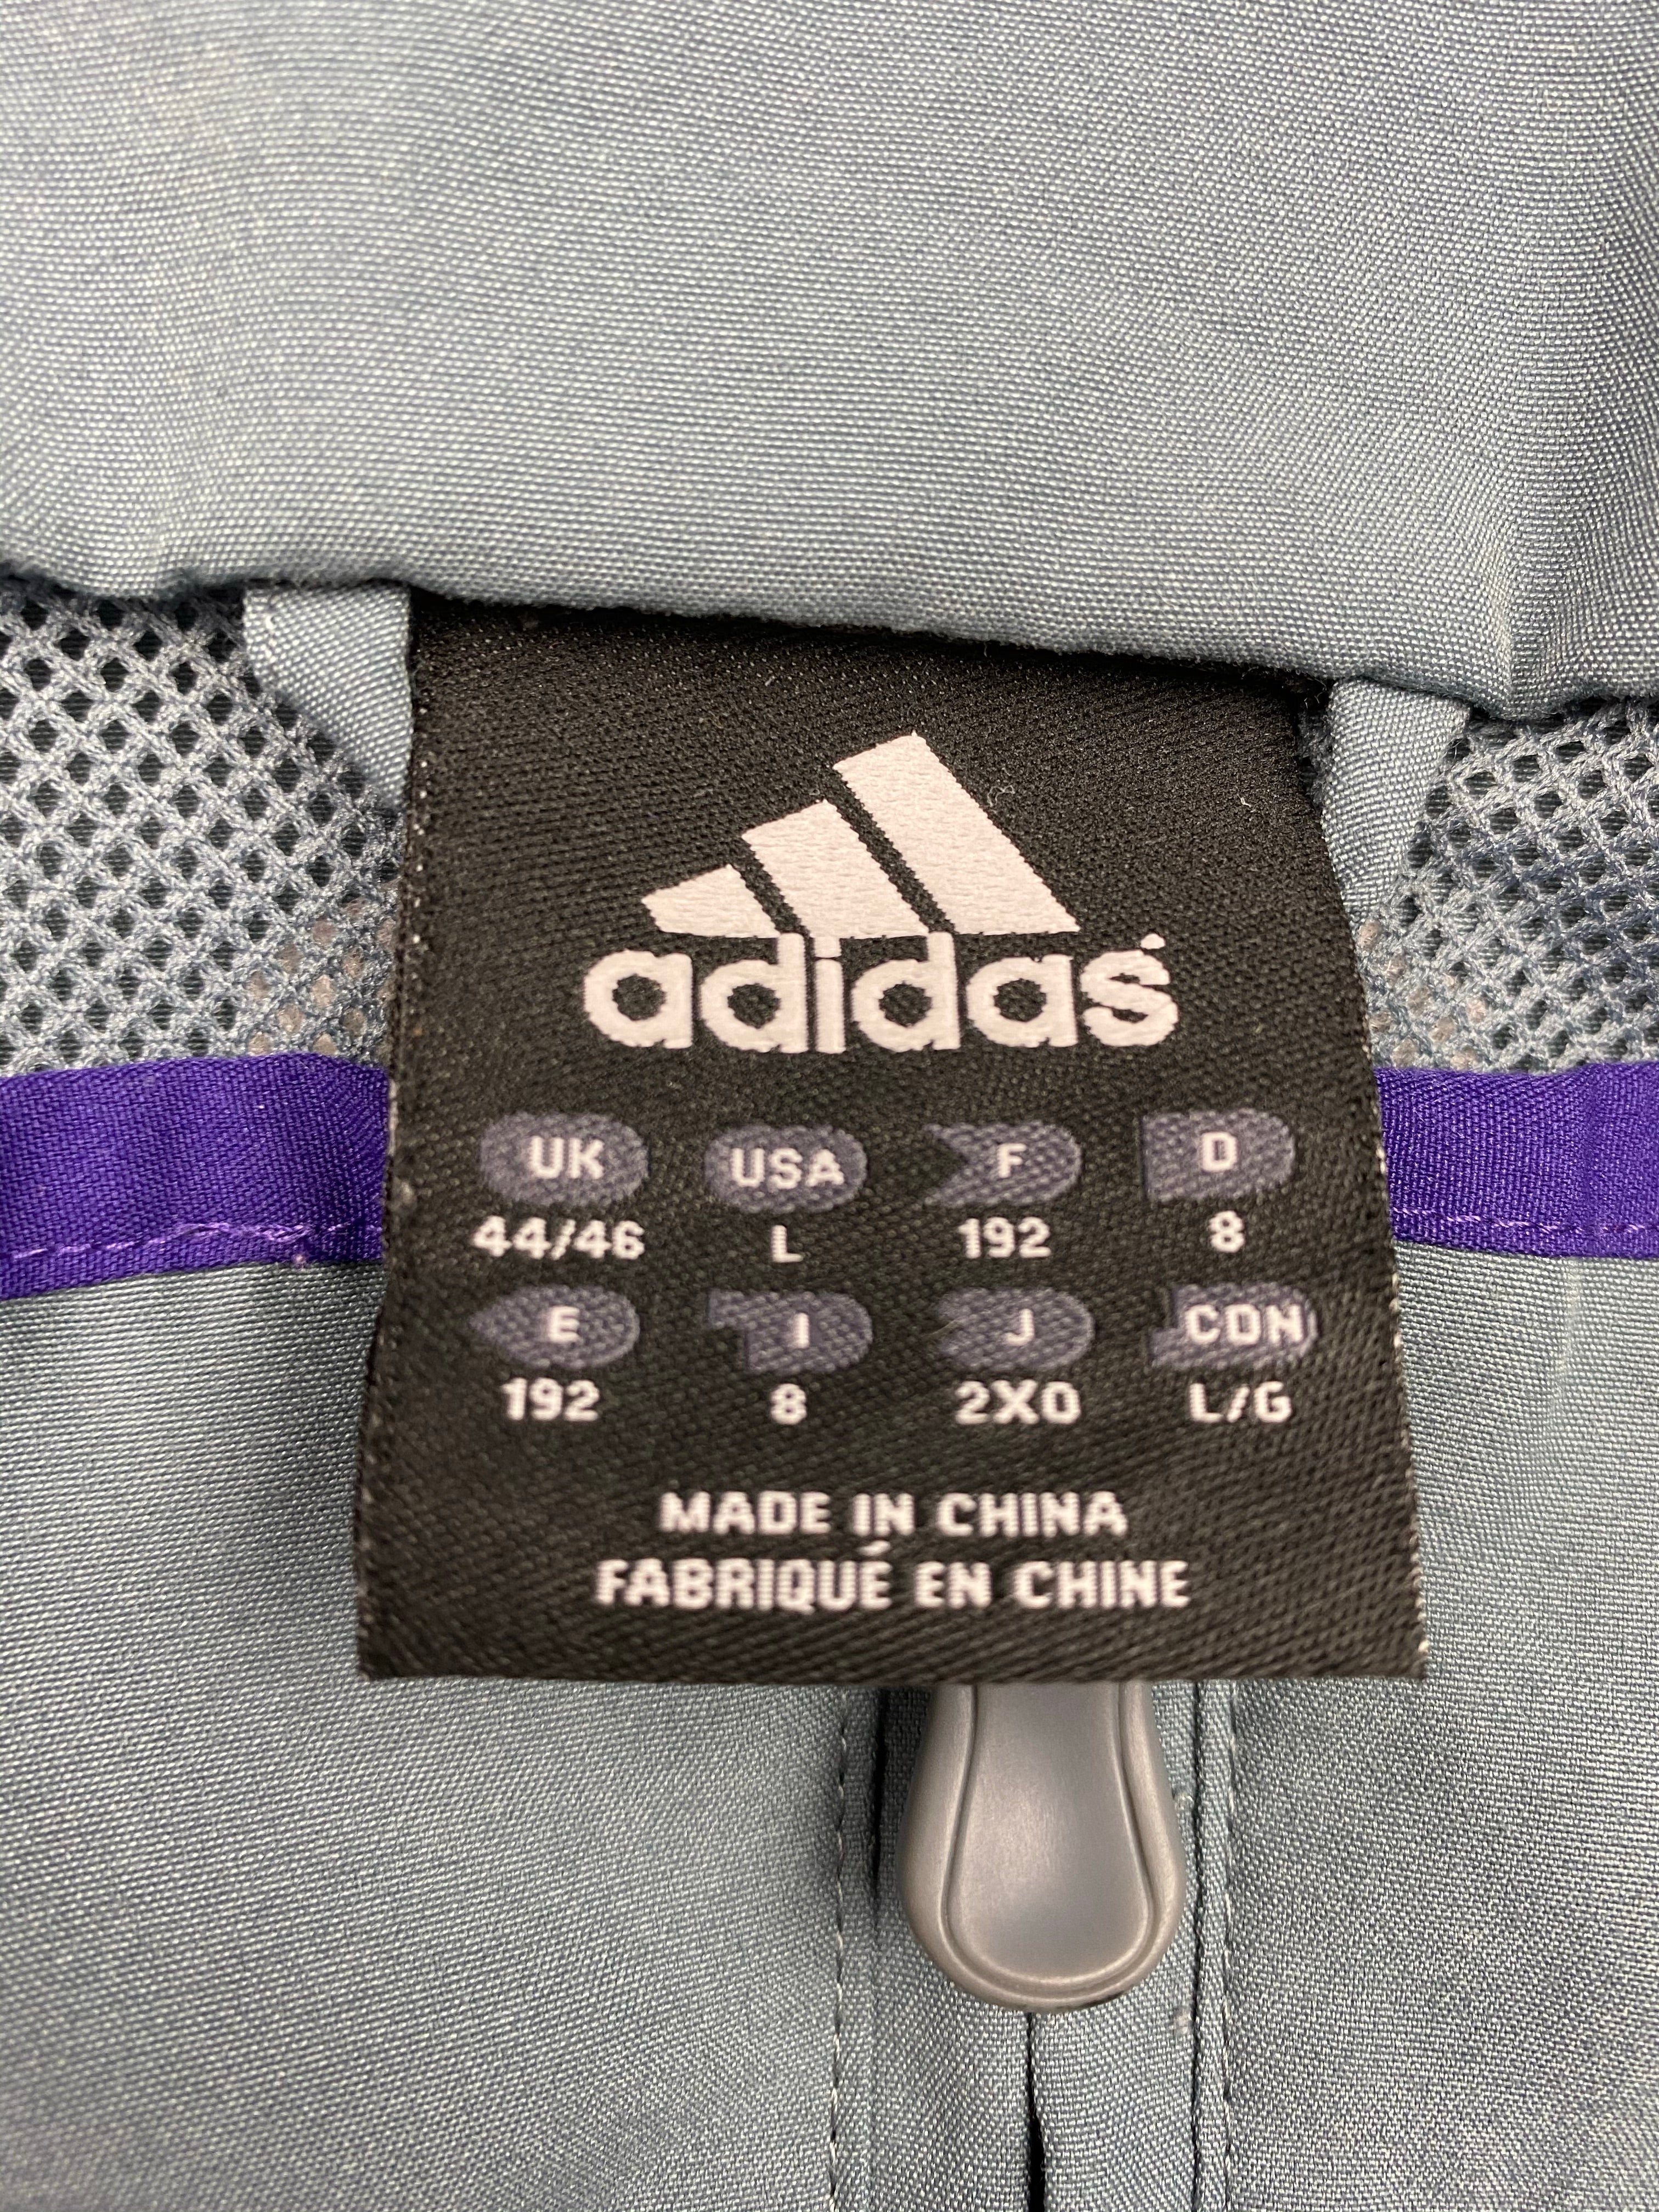 adidas
UK USA F D
44/46 L 192 8
E I J CDN
192 8 2XO L/G
MADE IN CHINA
FABRIQUÉ EN CHINE